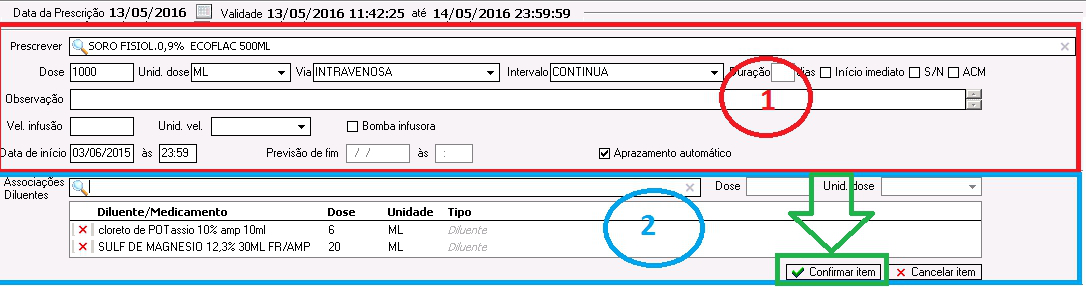 Data da Prescrição 13/05/2016 Validade 13/05/2016 11:42:25 até 14/05/2016 23:59:59
Prescrever SORO FISIOL.0,9% ECOFLAC 500ML
Dose 1000 Unid. dose ML Via INTRAVENOSA Intervalo CONTINUA Duração dias Início imediato S/N ACM
Observação
1
Vel. infusão Unid. vel. Bomba infusora
Data de início 03/06/2015 às 23:59 Previsão de fim / / às : Aprazamento automático
Associações Dose Unid. dose
Diluentes
Diluente/Medicamento Dose Unidade Tipo
2
cloreto de POTassio 10% amp 10ml 6 ML Diluente
SULF DE MAGNESIO 12,3% 30ML FR/AMP 20 ML Diluente
Confirmar item Cancelar item